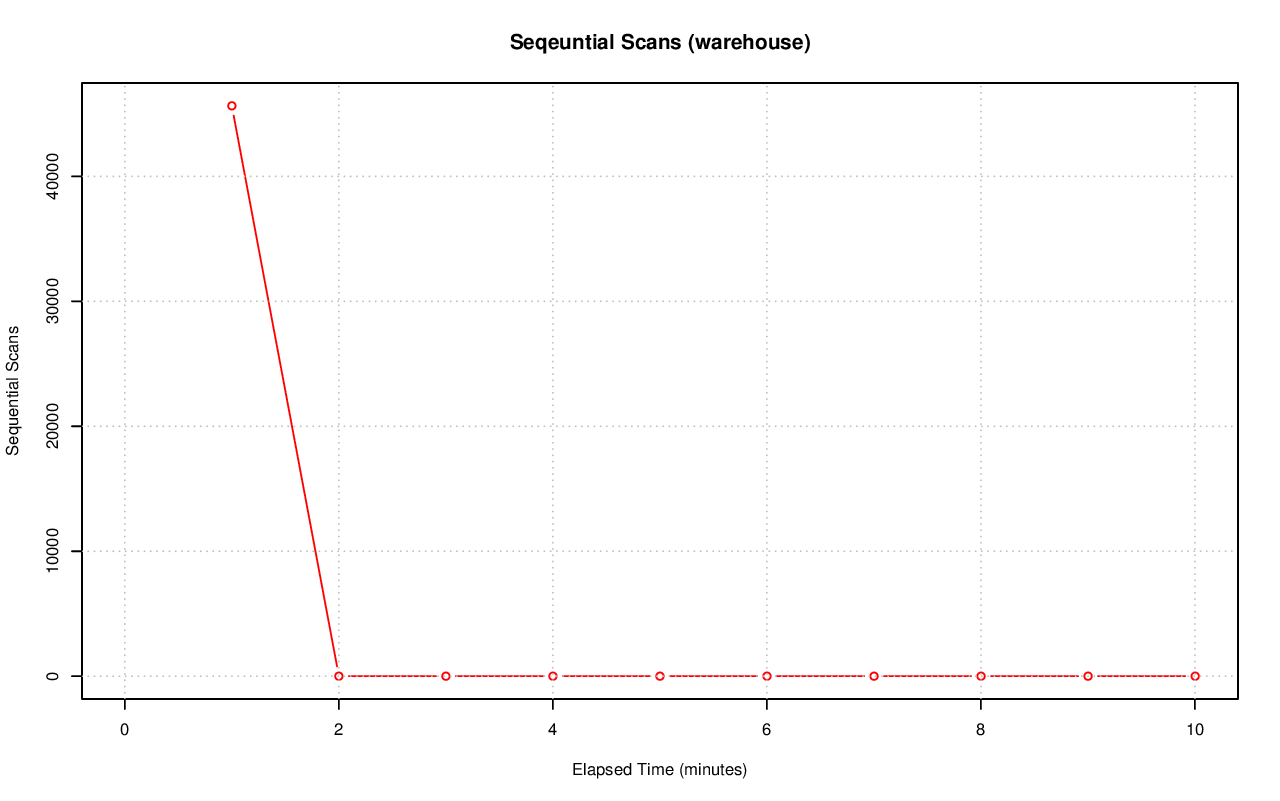 Seqeuntial Scans (warehouse)
Sequential Scans
40000
30000
20000
10000
0
0 2 4 6 8 10
Elapsed Time (minutes)